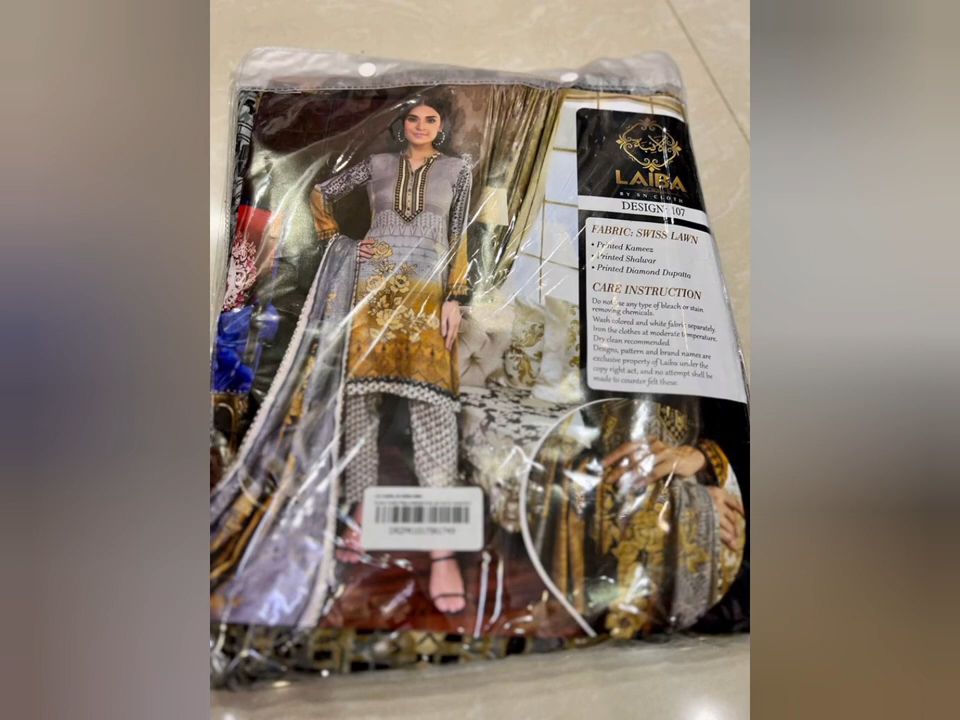 LAIBA
BY SN CLOTH
DESIGN: 107
FABRIC: SWISS LAWN
• Printed Kameez
• Printed Shalwar
• Printed Diamond Dupatta
CARE INSTRUCTION
Do not use any type of bleach or stain
removing chemicals.
Wash colored and white fabric separately.
Iron the clothes at moderate temperature.
Dry clean recommended.
Designs, pattern and brand names are
exclusive property of Laiba under the
copy right act, and no attempt shell be
made to counter felt these.